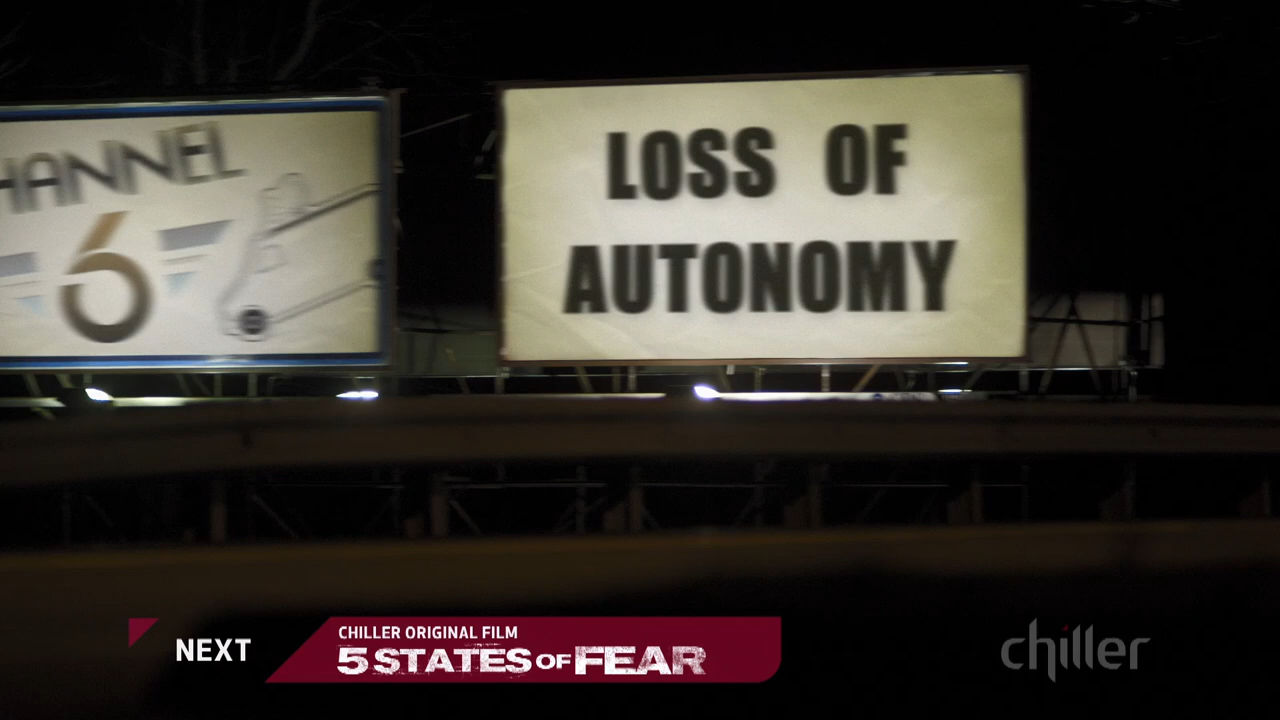 HANNEL
6
LOSS OF
AUTONOMY
NEXT
CHILLER ORIGINAL FILM
5 STATES OF FEAR
chiller